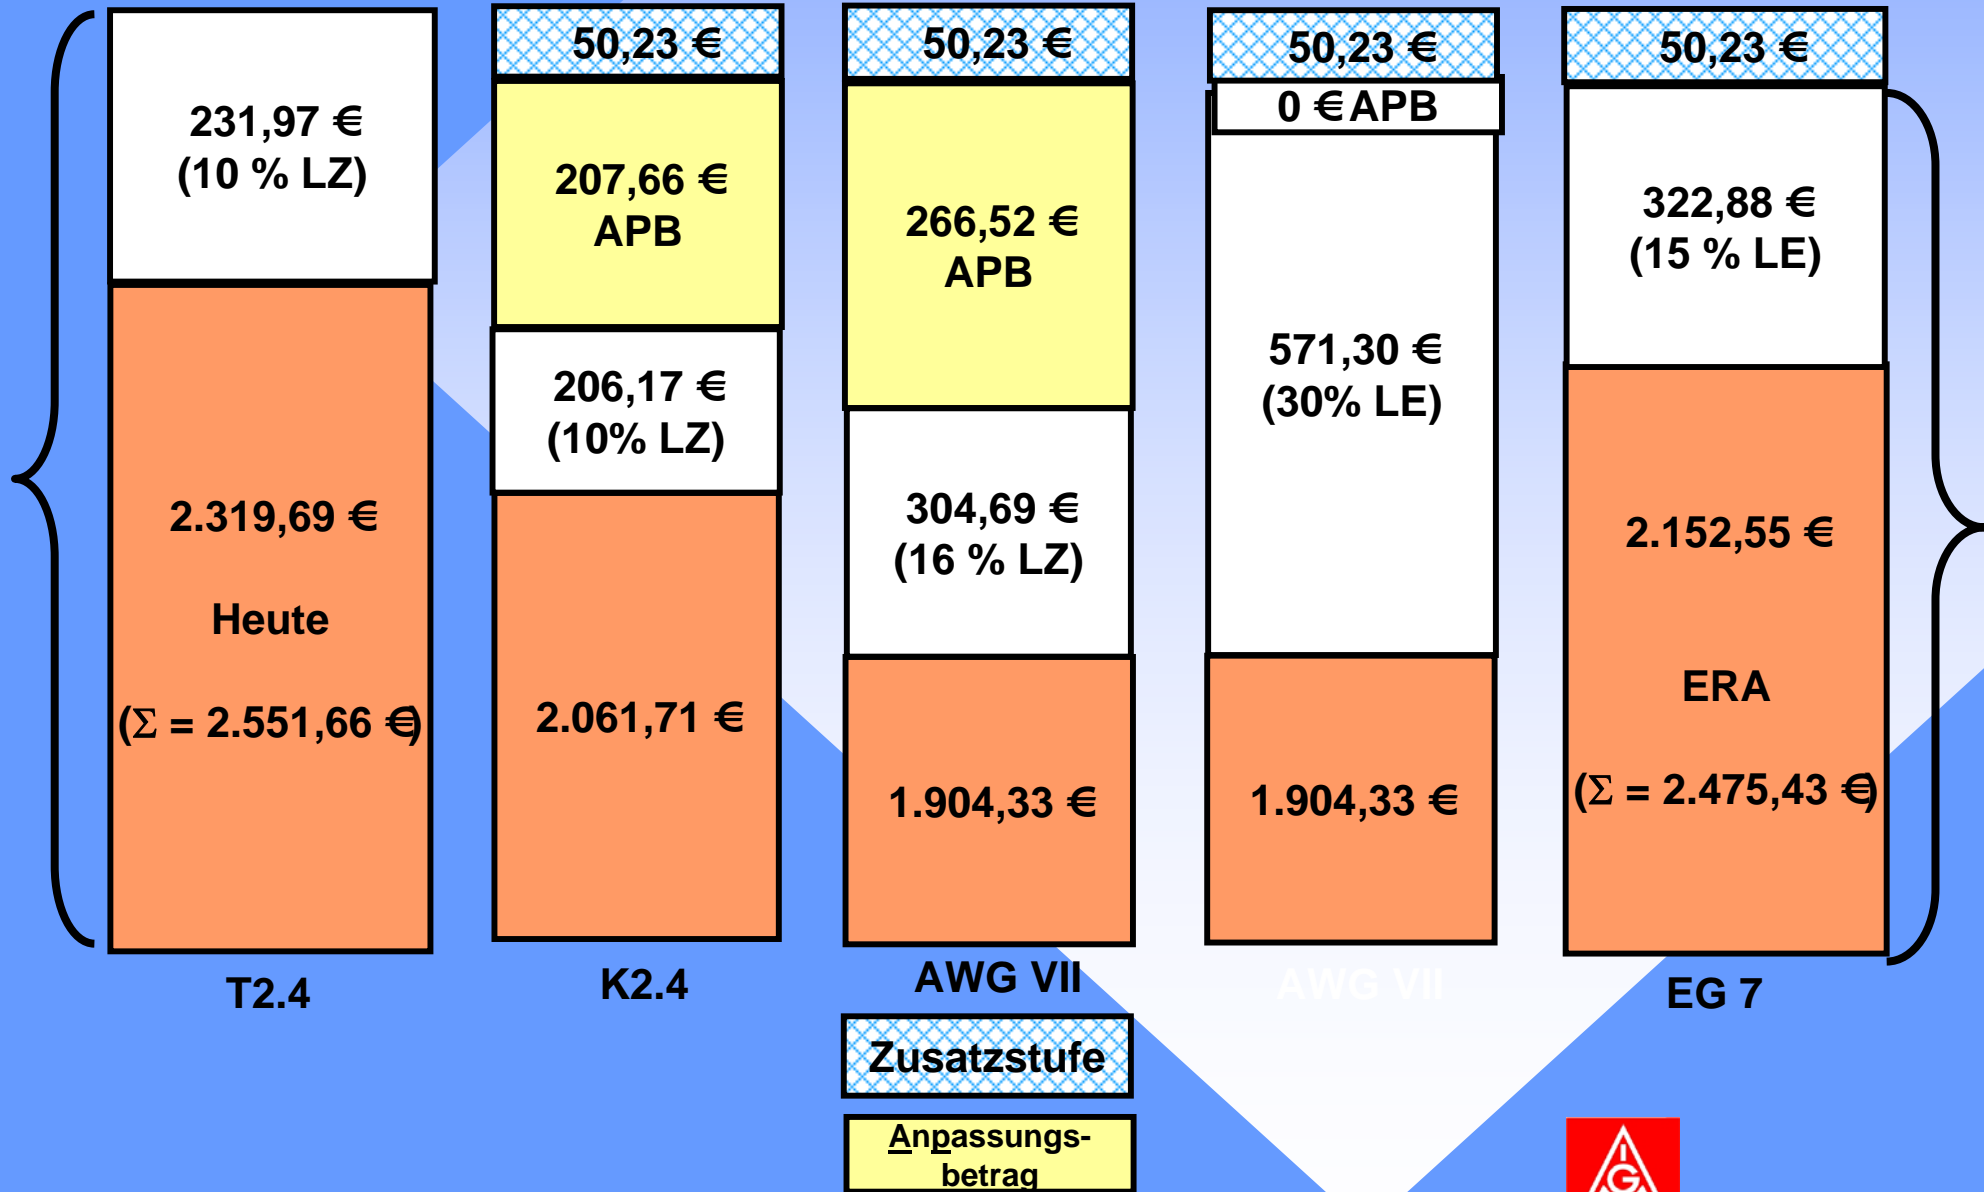 231,97 €
(10 % LZ)
2.319,69 €
Heute
(Σ = 2.551,66 €)
T2.4
50,23 €
207,66 €
APB
206,17 €
(10% LZ)
2.061,71 €
K2.4
50,23 €
266,52 €
APB
304,69 €
(16 % LZ)
1.904,33 €
AWG VII
50,23 €
0 € APB
571,30 €
(30% LE)
1.904,33 €
AWG VII
50,23 €
322,88 €
(15 % LE)
2.152,55 €
ERA
(Σ = 2.475,43 €)
EG 7
Zusatzstufe
Anpassungs-
betrag
IG